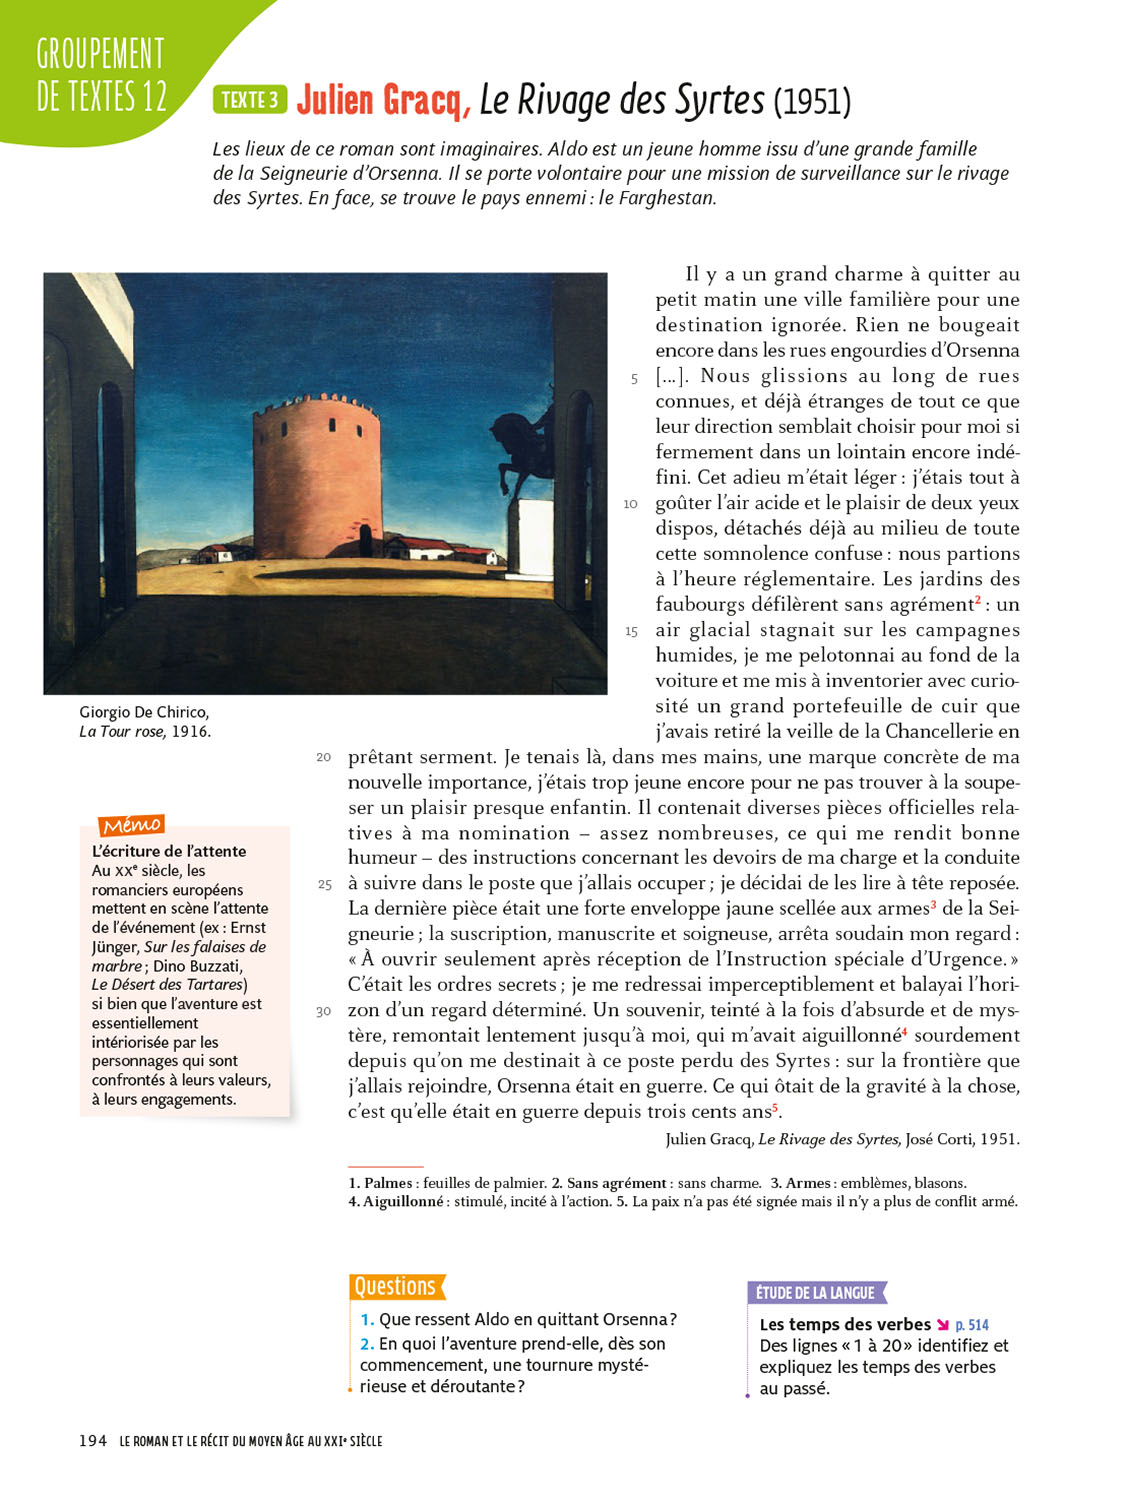 GROUPEMENT
DE TEXTES 12
TEXTE 3 Julien Gracq, Le Rivage des Syrtes (1951)
Les lieux de ce roman sont imaginaires. Aldo est un jeune homme issu d’une grande famille
de la Seigneurie d’Orsenna. Il se porte volontaire pour une mission de surveillance sur le rivage
des Syrtes. En face, se trouve le pays ennemi : le Farghestan.
Il y a un grand charme à quitter au
petit matin une ville familière pour une
destination ignorée. Rien ne bougeait
encore dans les rues engourdies d’Orsenna
5 [...]. Nous glissions au long de rues
connues, et déjà étranges de tout ce que
leur direction semblait choisir pour moi si
fermement dans un lointain encore indé-
fini. Cet adieu m’était léger : j’étais tout à
10 goûter l’air acide et le plaisir de deux yeux
dispos, détachés déjà au milieu de toute
cette somnolence confuse : nous partions
à l’heure réglementaire. Les jardins des
faubourgs défilèrent sans agrément2 : un
15 air glacial stagnait sur les campagnes
humides, je me pelotonnai au fond de la
voiture et me mis à inventorier avec curio-
sité un grand portefeuille de cuir que
j’avais retiré la veille de la Chancellerie en
20 prêtant serment. Je tenais là, dans mes mains, une marque concrète de ma
nouvelle importance, j’étais trop jeune encore pour ne pas trouver à la soupe-
ser un plaisir presque enfantin. Il contenait diverses pièces officielles rela-
tives à ma nomination – assez nombreuses, ce qui me rendit bonne
humeur – des instructions concernant les devoirs de ma charge et la conduite
25 à suivre dans le poste que j’allais occuper ; je décidai de les lire à tête reposée.
La dernière pièce était une forte enveloppe jaune scellée aux armes3 de la Sei-
gneurie ; la suscription, manuscrite et soigneuse, arrêta soudain mon regard :
« À ouvrir seulement après réception de l’Instruction spéciale d’Urgence. »
C’était les ordres secrets ; je me redressai imperceptiblement et balayai l’hori-
30 zon d’un regard déterminé. Un souvenir, teinté à la fois d’absurde et de mys-
tère, remontait lentement jusqu’à moi, qui m’avait aiguillonné4 sourdement
depuis qu’on me destinait à ce poste perdu des Syrtes : sur la frontière que
j’allais rejoindre, Orsenna était en guerre. Ce qui ôtait de la gravité à la chose,
c’est qu’elle était en guerre depuis trois cents ans5.
Julien Gracq, Le Rivage des Syrtes, José Corti, 1951.
Giorgio De Chirico,
La Tour rose, 1916.
Mémo
L’écriture de l’attente
Au XXe siècle, les
romanciers européens
mettent en scène l’attente
de l’événement (ex : Ernst
Jünger, Sur les falaises de
marbre ; Dino Buzzati,
Le Désert des Tartares)
si bien que l’aventure est
essentiellement
intériorisée par les
personnages qui sont
confrontés à leurs valeurs,
à leurs engagements.
1. Palmes : feuilles de palmier. 2. Sans agrément : sans charme. 3. Armes : emblèmes, blasons.
4. Aiguillonné : stimulé, incité à l’action. 5. La paix n’a pas été signée mais il n’y a plus de conflit armé.
Questions
1. Que ressent Aldo en quittant Orsenna ?
2. En quoi l’aventure prend-elle, dès son
commencement, une tournure mysté-
rieuse et déroutante ?
ÉTUDE DE LA LANGUE
Les temps des verbes ➘ p. 514
Des lignes « 1 à 20 » identifiez et
expliquez les temps des verbes
au passé.
194 LE ROMAN ET LE RÉCIT DU MOYEN ÂGE AU XXIe SIÈCLE